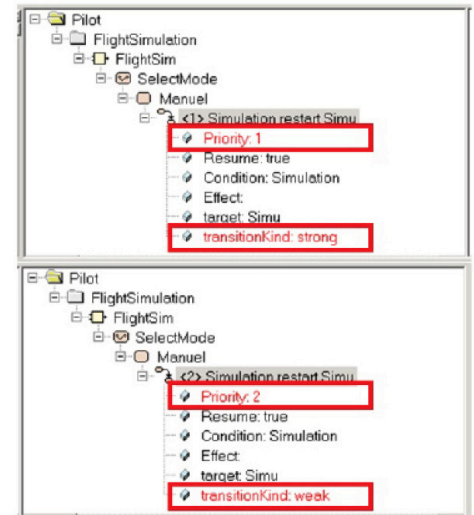 Pilot
FlightSimulation
FlightSim
SelectMode
Manuel
<1> Simulation restart Simu
Priority: 1
Resume: true
Condition: Simulation
Effect:
target: Simu
transitionKind: strong
Pilot
FlightSimulation
FlightSim
SelectMode
Manuel
<2> Simulation restart Simu
Priority: 2
Resume: true
Condition: Simulation
Effect:
target: Simu
transitionKind: weak